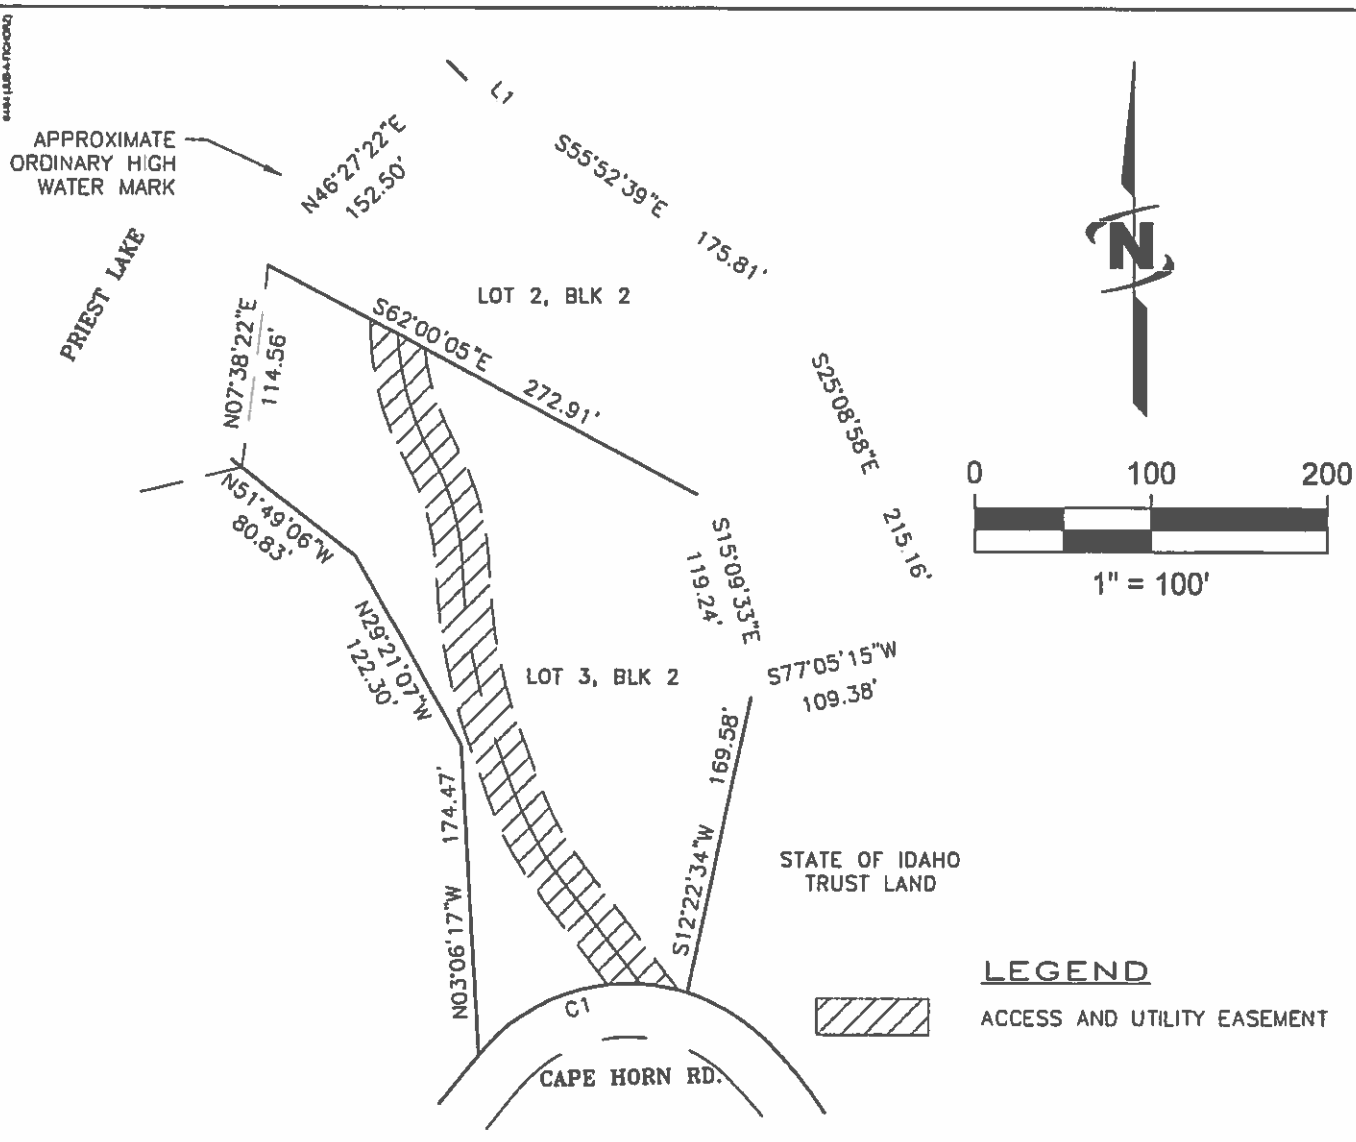 L1
APPROXIMATE
ORDINARY HIGH
WATER MARK
N46°27'22"E
152.50'
S55°52'39"E
175.81'
N
PRIEST LAKE
LOT 2, BLK 2
S62°00'05"E
272.91'
N07°38'22"E
114.56'
S25°08'58"E
215.16'
0 100 200
1" = 100'
N51°49'06"W
80.83'
S15°09'33"E
119.24'
N29°21'07"W
122.30'
LOT 3, BLK 2
S77°05'15"W
109.38'
S12°22'34"W 169.58'
N03°06'17"W 174.47'
STATE OF IDAHO
TRUST LAND
LEGEND
ACCESS AND UTILITY EASEMENT
C1
CAPE HORN RD.